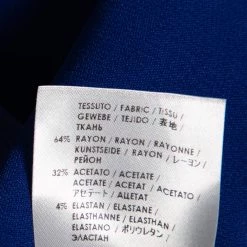 TESSUTO / FABRIC / TISSU /
GEWEBE / TEJIDO / 表地 /
ТКАНЬ
64% RAYON / RAYON / RAYONNE /
KUNSTSEIDE / RAYON / レーヨン /
РЕЙОН
32% ACETATO / ACETATE /
ACETATE / ACETAT / ACETATO /
アセテート / АЦЕТАТ
4% ELASTAN / ELASTANE /
ELASTHANNE / ELASTHAN /
ELASTANO / ポリウレタン /
ЭЛАСТАН